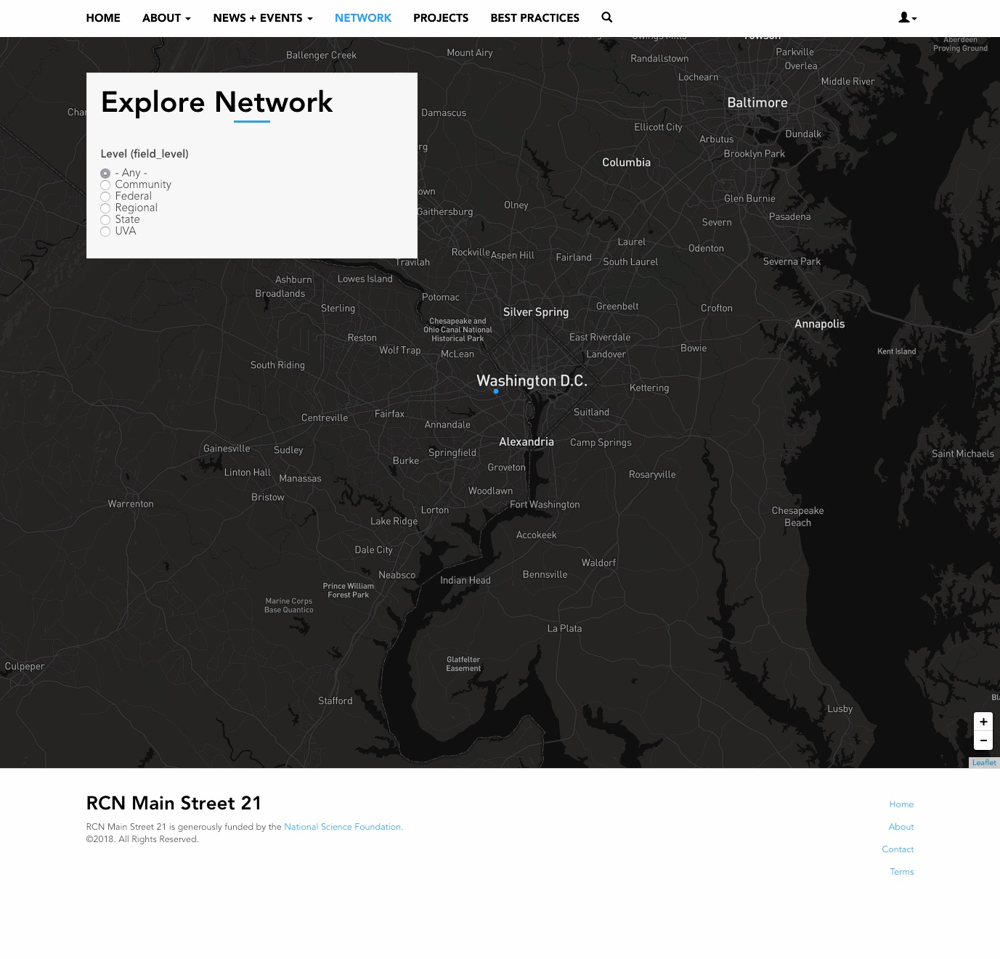 HOME ABOUT NEWS + EVENTS NETWORK PROJECTS BEST PRACTICES
Owings Mills Towson
Ballenger Creek Mount Airy Randallstown Parkville Aberdeen
Proving Ground
Overlea
Lochearn Middle River
Explore Network
Baltimore
Damascus
Ellicott City Dundalk
Arbutus
Brooklyn Park
Level (field_level)
Columbia
- Any -
Community
Federal
Regional
State
UVA
Glen Burnie
Olney
Gaithersburg
Pasadena
Severn
Laurel
Odenton
Rockville Aspen Hill Fairland South Laurel Severna Park
Travilah
Ashburn Lowes Island
Broadlands Potomac
Sterling Silver Spring Greenbelt Crofton
Chesapeake and
Ohio Canal National
Historical Park
Annapolis
Reston East Riverdale
Wolf Trap McLean Landover Bowie Kent Island
South Riding
Washington D.C.
Kettering
Centreville Fairfax Suitland
Annandale
Alexandria Camp Springs
Gainesville Sudley Springfield Saint Michaels
Burke Groveton
Linton Hall Manassas Rosaryville
Bristow Woodlawn
Warrenton Lorton Fort Washington Chesapeake
Beach
Lake Ridge
Accokeek
Dale City
Waldorf
Neabsco Indian Head Bennsville
Prince William
Forest Park
Marine Corps
Base Quantico
La Plata
Glatfelter
Easement
Culpeper
Stafford
Lusby
+
−
Leaflet
RCN Main Street 21
RCN Main Street 21 is generously funded by the National Science Foundation.
©2018. All Rights Reserved.
Home
About
Contact
Terms